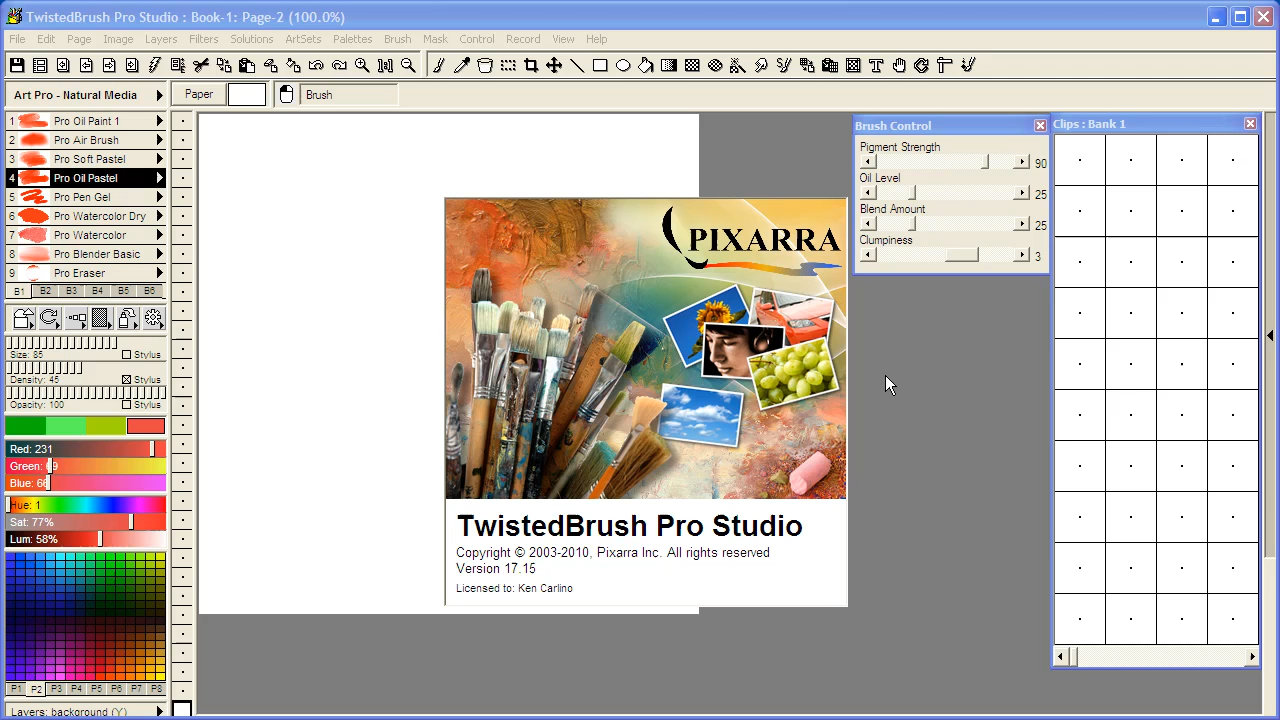 TwistedBrush Pro Studio : Book-1: Page-2 (100.0%)
File Edit Page Image Layers Filters Solutions ArtSets Palettes Brush Mask Control Record View Help
Art Pro - Natural Media
Paper
Brush
1 Pro Oil Paint 1
2 Pro Air Brush
3 Pro Soft Pastel
4 Pro Oil Pastel
5 Pro Pen Gel
6 Pro Watercolor Dry
7 Pro Watercolor
8 Pro Blender Basic
9 Pro Eraser
B1 B2 B3 B4 B5 B6
Size: 85 Stylus
Density: 45 Stylus
Opacity: 100 Stylus
Red: 231
Green: 69
Blue: 66
Hue: 1
Sat: 77%
Lum: 58%
P1 P2 P3 P4 P5 P6 P7 P8
Layers: background (Y)
PIXARRA
TwistedBrush Pro Studio
Copyright © 2003-2010, Pixarra Inc. All rights reserved
Version 17.15
Licensed to: Ken Carlino
Brush Control
Pigment Strength
90
Oil Level
25
Blend Amount
25
Clumpiness
3
Clips : Bank 1